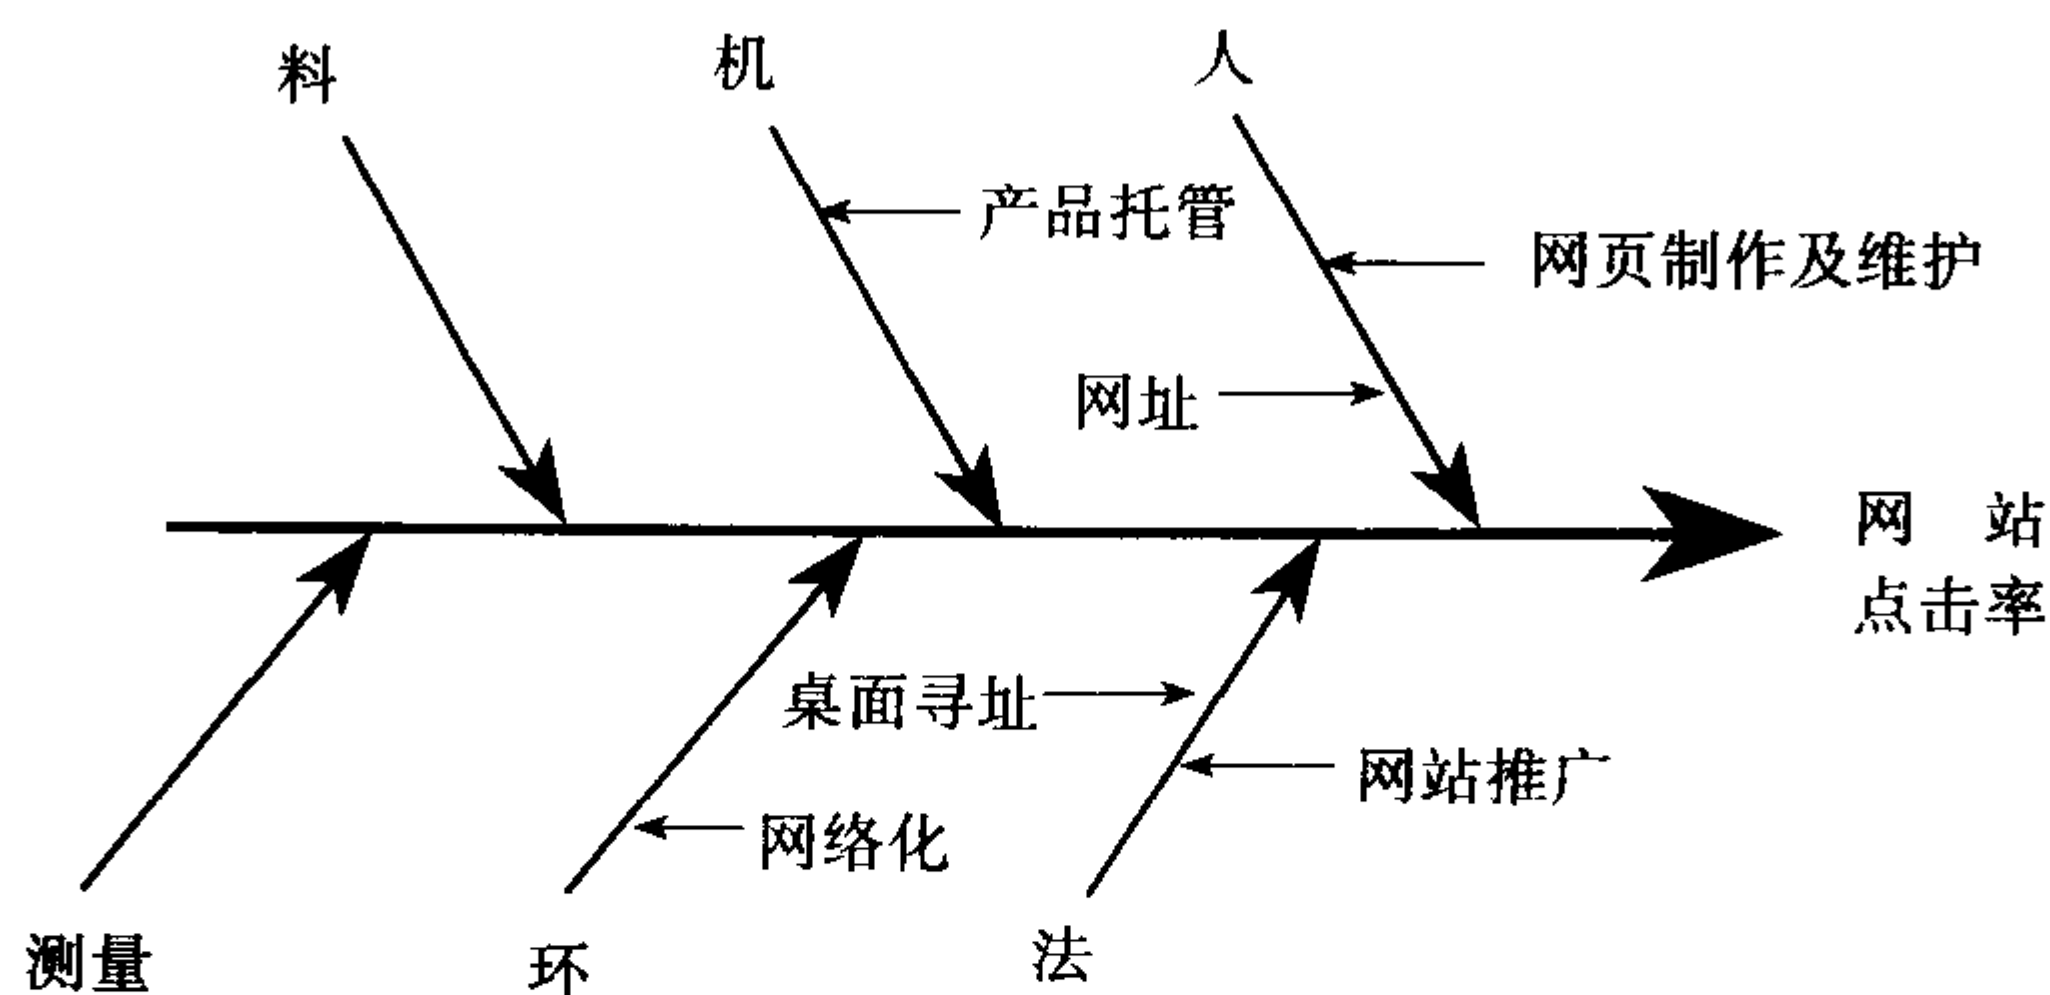 料
机
人
产品托管
网页制作及维护
网址
网 站
点击率
桌面寻址
网站推广
网络化
测量
环
法